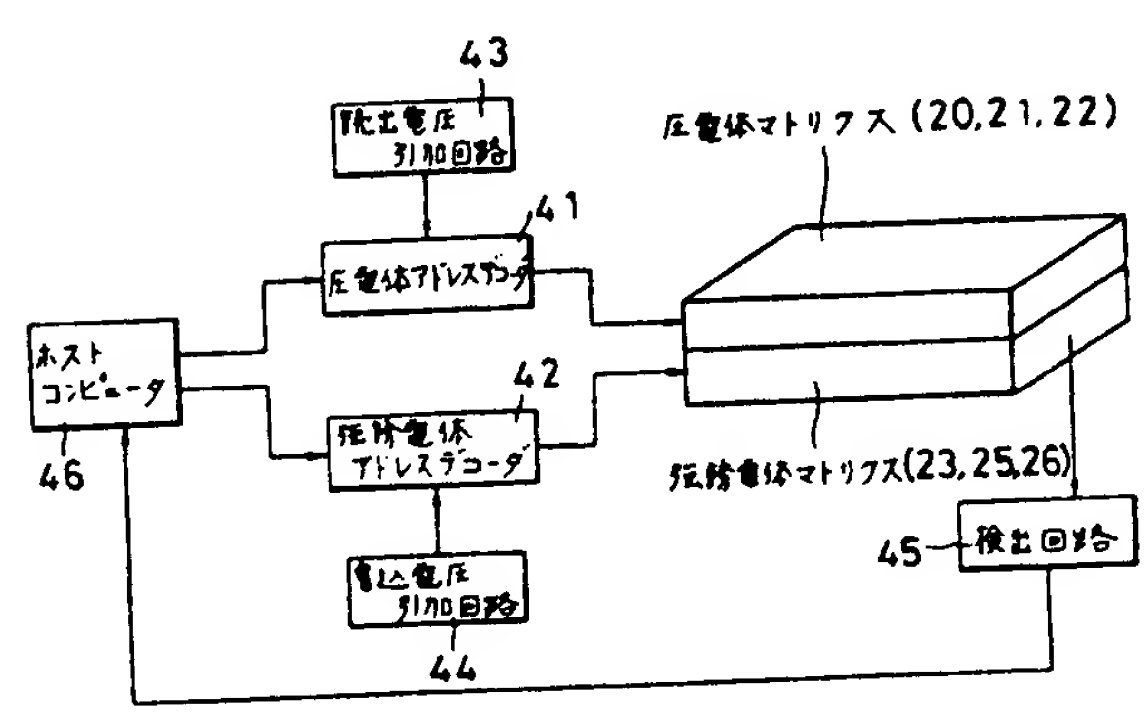 43
読出電圧
印加回路
圧電体マトリクス (20,21,22)
41
圧電体アドレスデコーダ
ホスト
コンピュータ
46
42
強誘電体
アドレスデコーダ
強誘電体マトリクス(23,25,26)
45
検出回路
書込電圧
印加回路
44